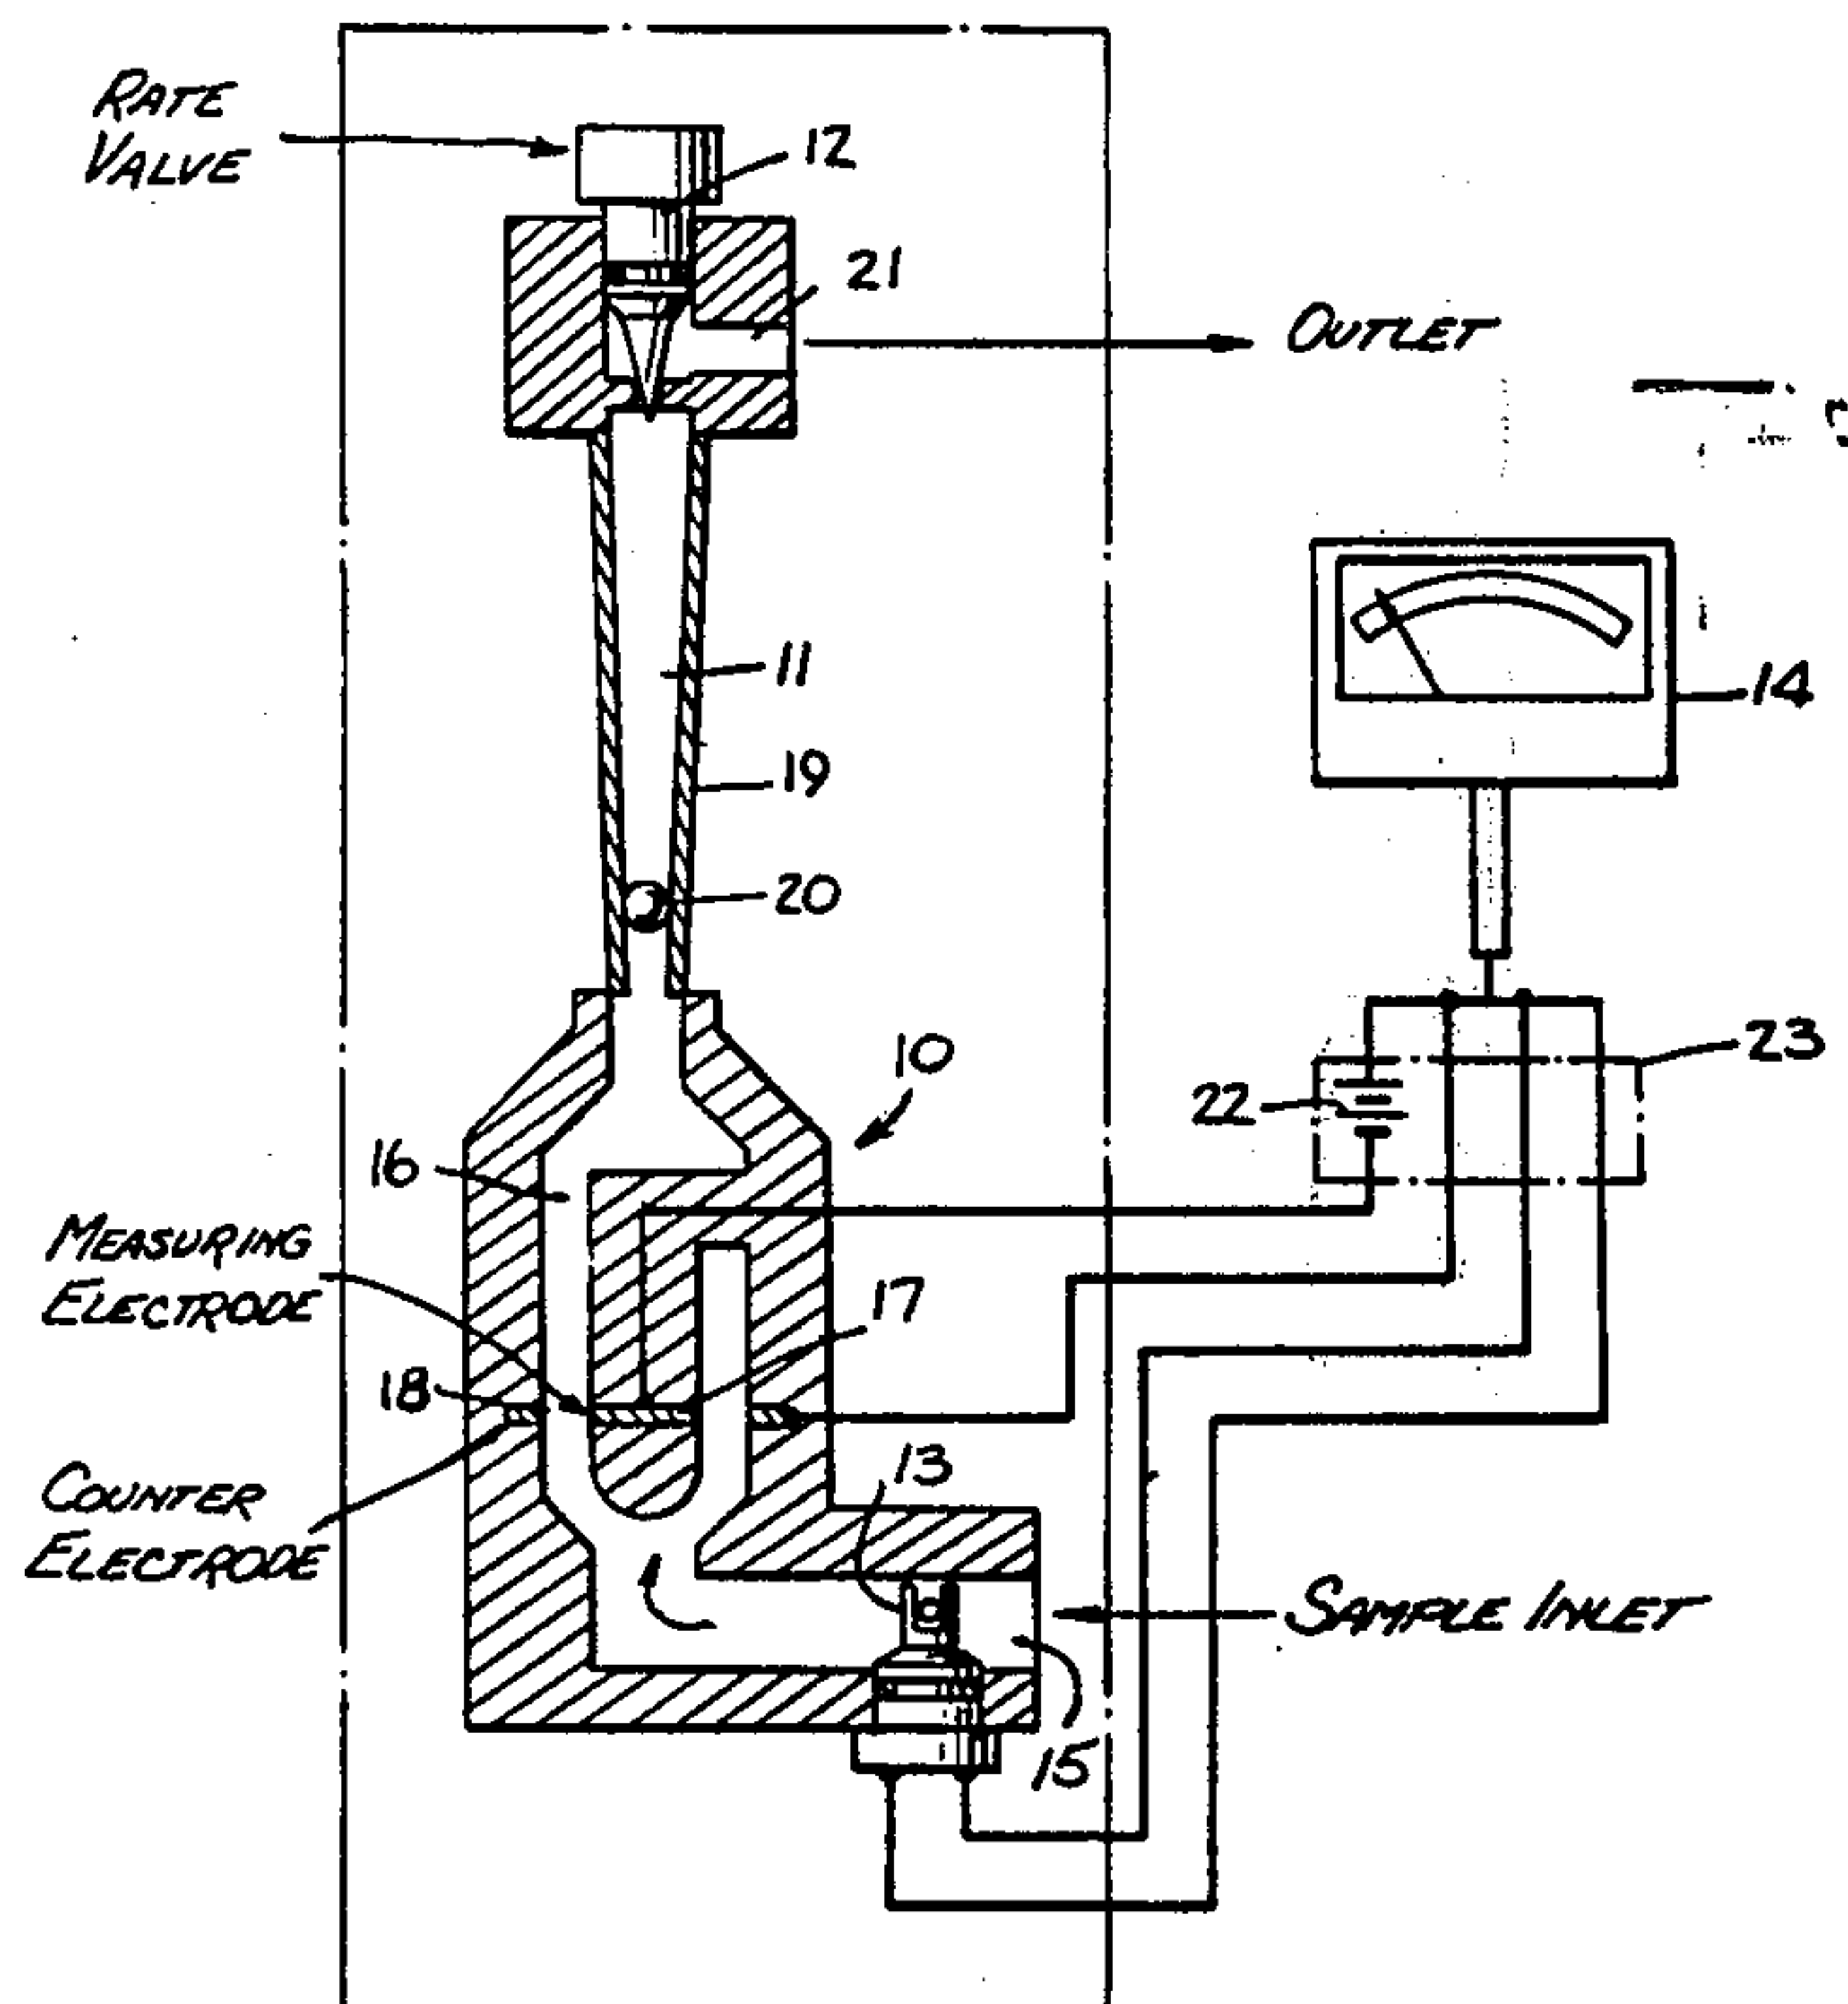 RATE
VALVE
12
21
OUTLET
11
14
19
20
10
23
22
16
MEASURING
ELECTRODE
17
18
13
COUNTER
ELECTRODE
SAMPLE INLET
15